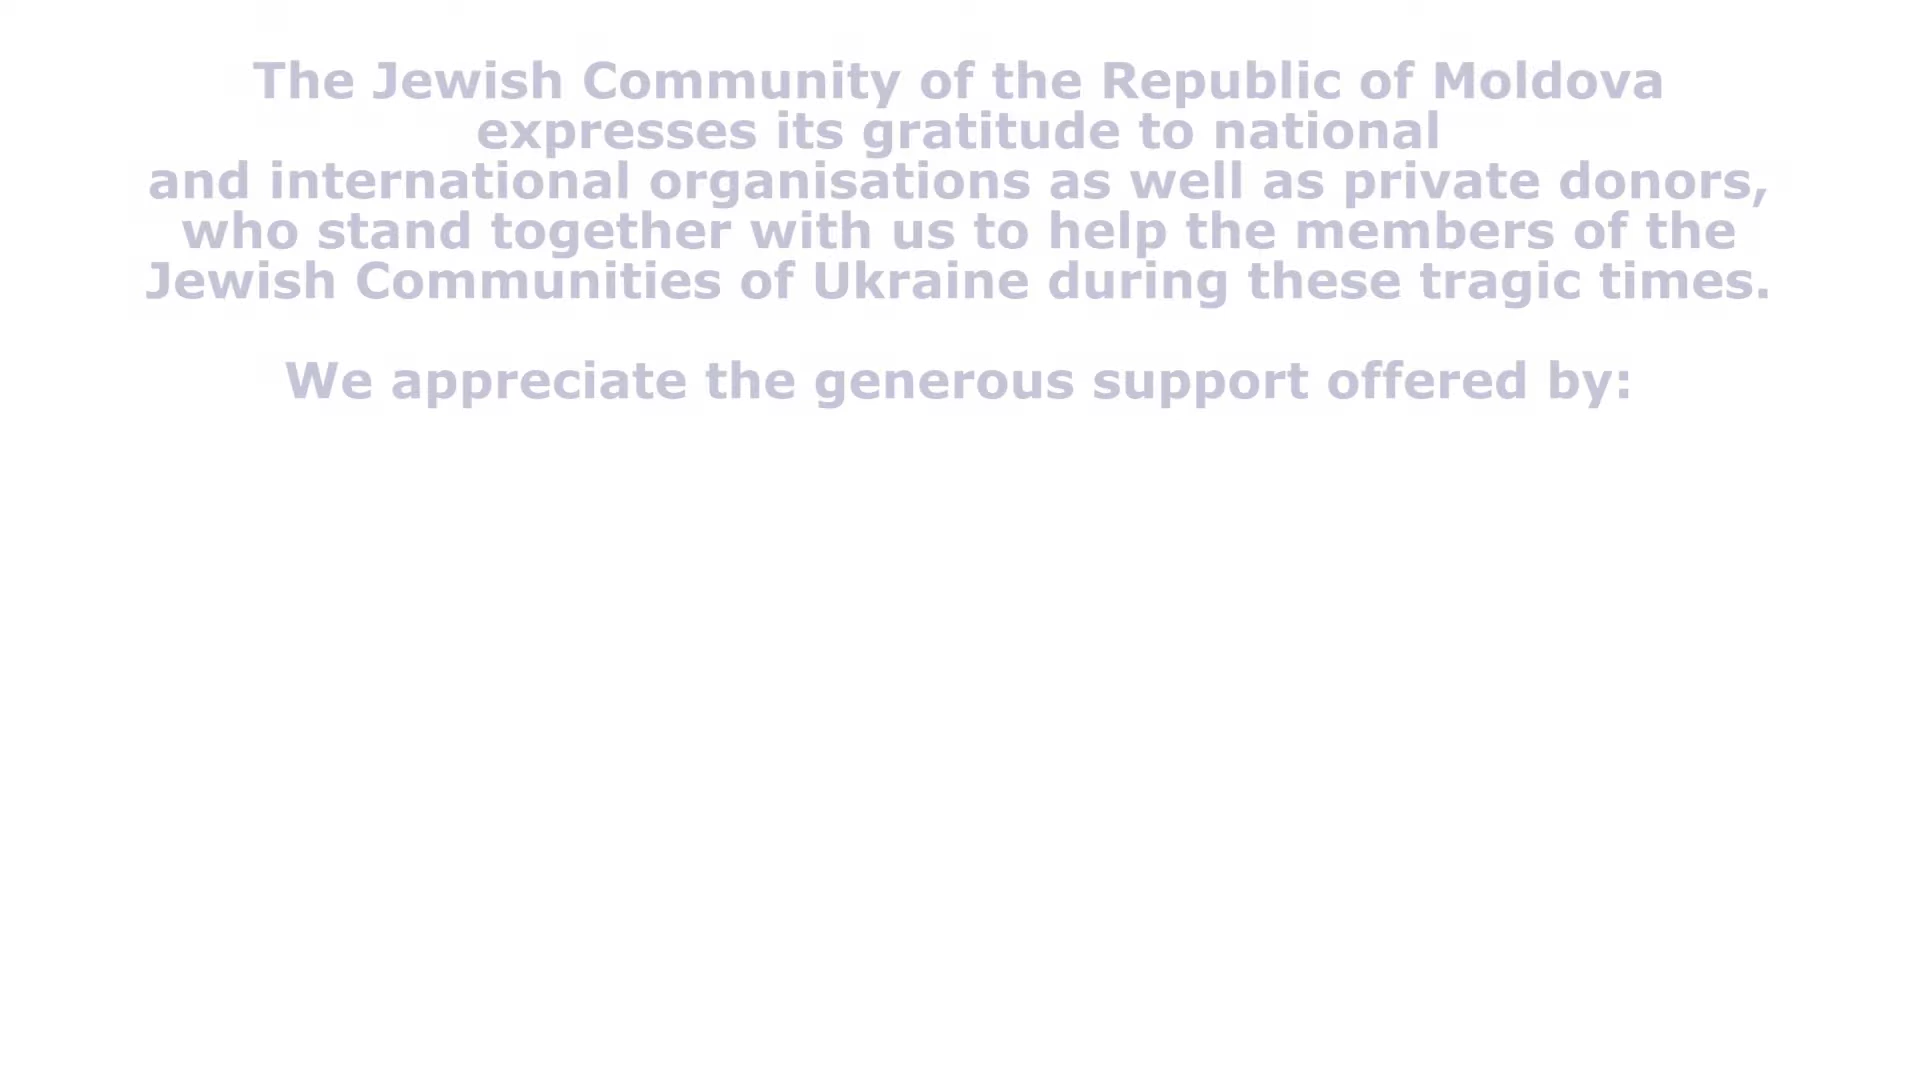 The Jewish Community of the Republic of Moldova
expresses its gratitude to national
and international organisations as well as private donors,
who stand together with us to help the members of the
Jewish Communities of Ukraine during these tragic times.
We appreciate the generous support offered by: